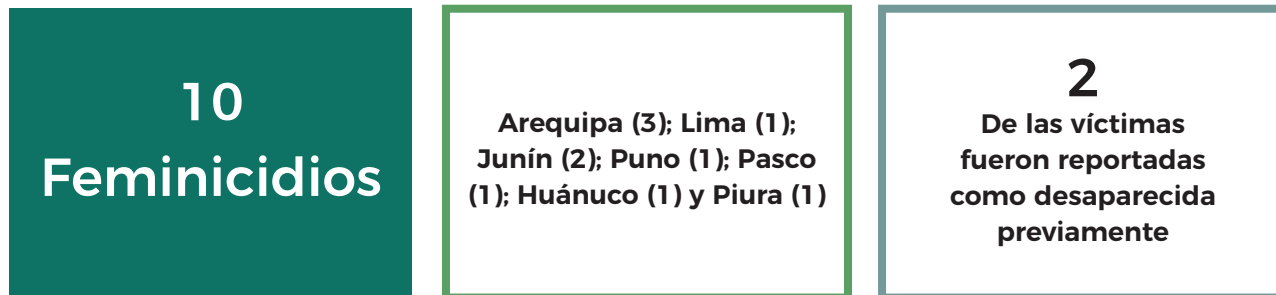 10
Feminicidios
Arequipa (3); Lima (1);
Junín (2); Puno (1); Pasco
(1); Huánuco (1) y Piura (1)
2
De las víctimas
fueron reportadas
como desaparecida
previamente